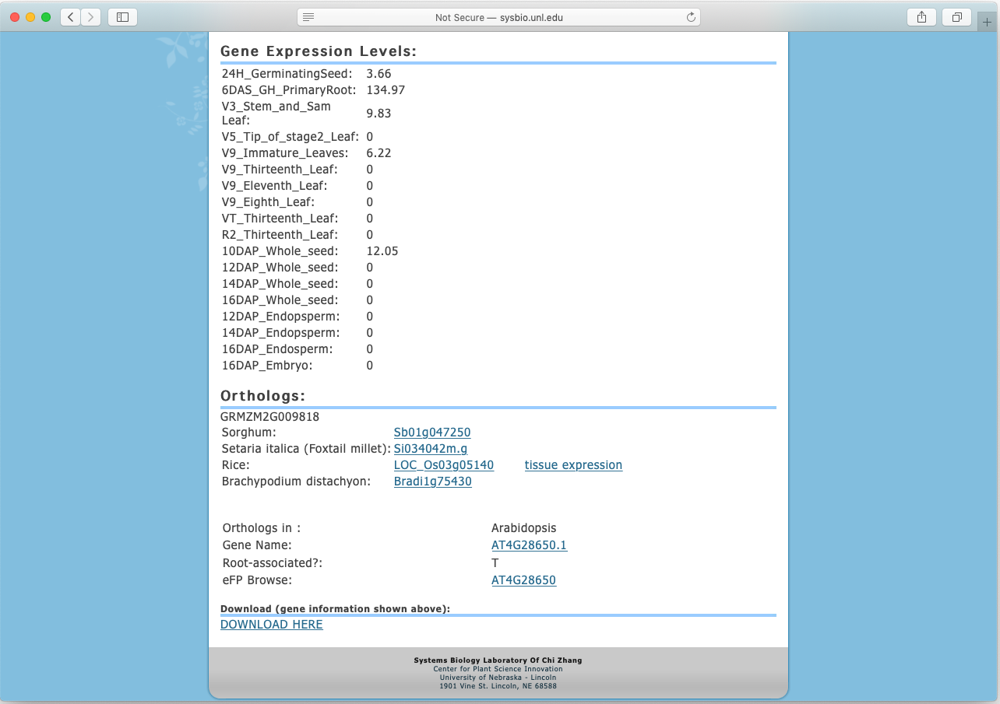 Not Secure — sysbio.unl.edu
Gene Expression Levels:
24H_GerminatingSeed: 3.66
6DAS_GH_PrimaryRoot: 134.97
V3_Stem_and_Sam
Leaf: 9.83
V5_Tip_of_stage2_Leaf: 0
V9_Immature_Leaves: 6.22
V9_Thirteenth_Leaf: 0
V9_Eleventh_Leaf: 0
V9_Eighth_Leaf: 0
VT_Thirteenth_Leaf: 0
R2_Thirteenth_Leaf: 0
10DAP_Whole_seed: 12.05
12DAP_Whole_seed: 0
14DAP_Whole_seed: 0
16DAP_Whole_seed: 0
12DAP_Endopsperm: 0
14DAP_Endopsperm: 0
16DAP_Endosperm: 0
16DAP_Embryo: 0
Orthologs:
GRMZM2G009818
Sorghum: Sb01g047250
Setaria italica (Foxtail millet): Si034042m.g
Rice: LOC_Os03g05140 tissue expression
Brachypodium distachyon: Bradi1g75430
Orthologs in : Arabidopsis
Gene Name: AT4G28650.1
Root-associated?: T
eFP Browse: AT4G28650
Download (gene information shown above):
DOWNLOAD HERE
Systems Biology Laboratory Of Chi Zhang
Center for Plant Science Innovation
University of Nebraska - Lincoln
1901 Vine St. Lincoln, NE 68588